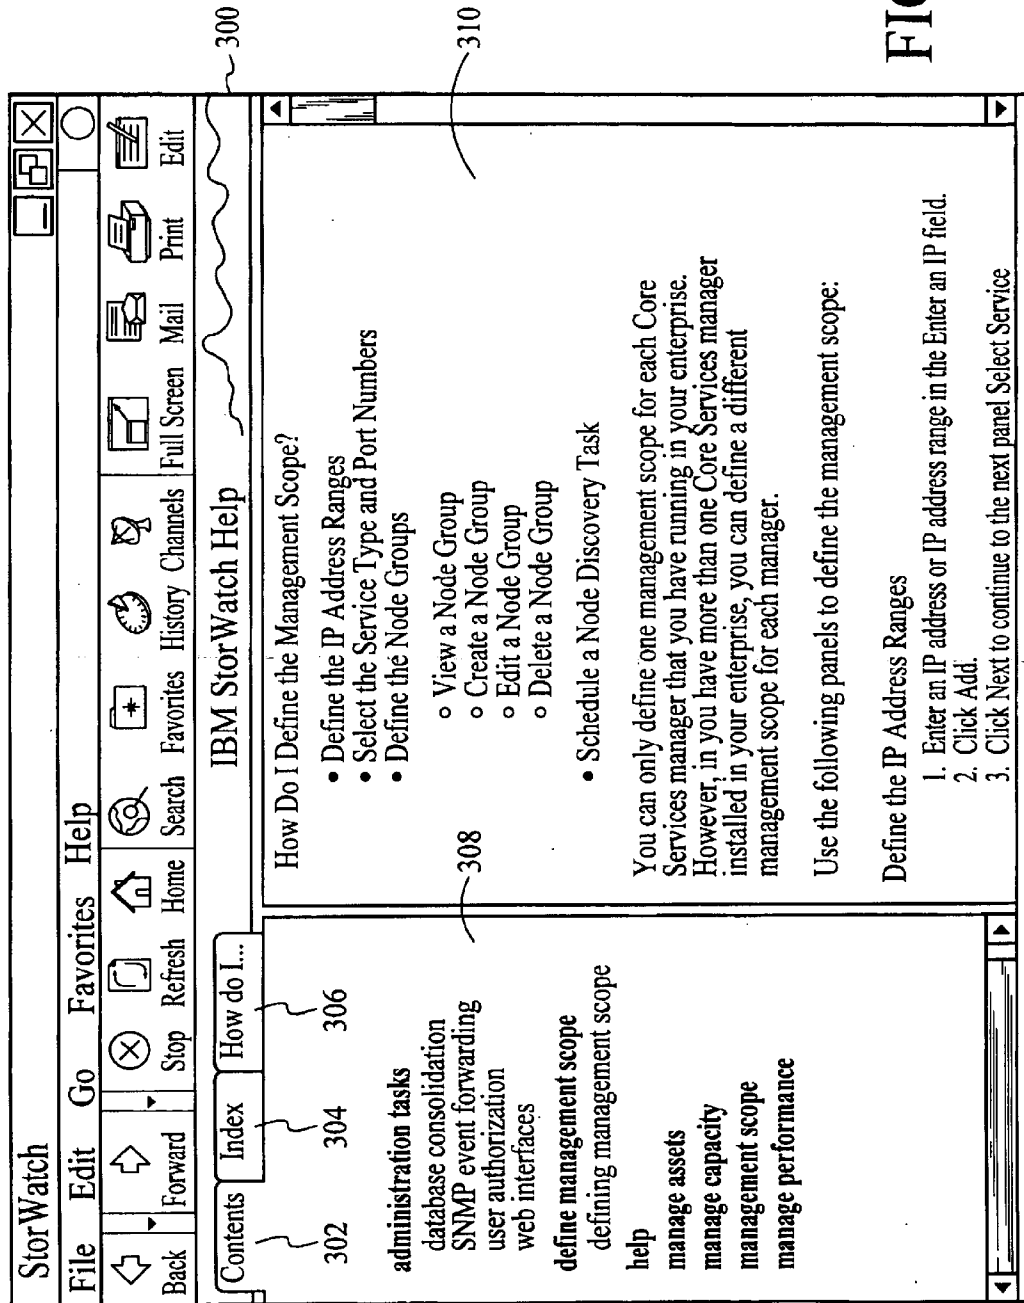 StorWatch
File Edit Go Favorites Help
Back Forward Stop Refresh Home Search Favorites History Channels Full Screen Mail Print Edit
IBM StorWatch Help
300
Contents Index How do I...
302 304 306
308
administration tasks
database consolidation
SNMP event forwarding
user authorization
web interfaces
define management scope
defining management scope
help
manage assets
manage capacity
management scope
manage performance
310
How Do I Define the Management Scope?
• Define the IP Address Ranges
• Select the Service Type and Port Numbers
• Define the Node Groups
o View a Node Group
o Create a Node Group
o Edit a Node Group
o Delete a Node Group
• Schedule a Node Discovery Task
You can only define one management scope for each Core
Services manager that you have running in your enterprise.
However, in you have more than one Core Services manager
installed in your enterprise, you can define a different
management scope for each manager.
Use the following panels to define the management scope:
Define the IP Address Ranges
1. Enter an IP address or IP address range in the Enter an IP field.
2. Click Add.
3. Click Next to continue to the next panel Select Service